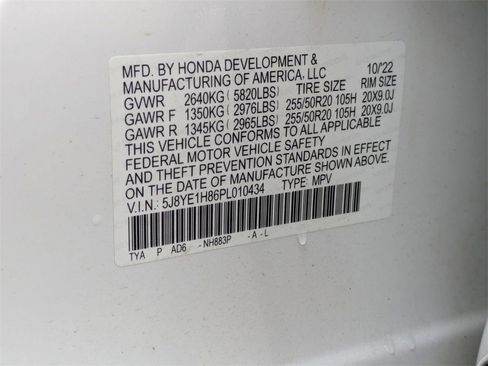 MFD. BY HONDA DEVELOPMENT &
MANUFACTURING OF AMERICA, LLC 10/'22
GVWR 2640KG (5820LBS) TIRE SIZE RIM SIZE
GAWR F 1350KG (2976LBS) 255/50R20 105H 20X9.0J
GAWR R 1345KG (2965LBS) 255/50R20 105H 20X9.0J
THIS VEHICLE CONFORMS TO ALL APPLICABLE
FEDERAL MOTOR VEHICLE SAFETY
AND THEFT PREVENTION STANDARDS IN EFFECT
ON THE DATE OF MANUFACTURE SHOWN ABOVE.
V.I.N.: 5J8YE1H86PL010434 TYPE: MPV
TYA P AD6 -NH883P -A-L